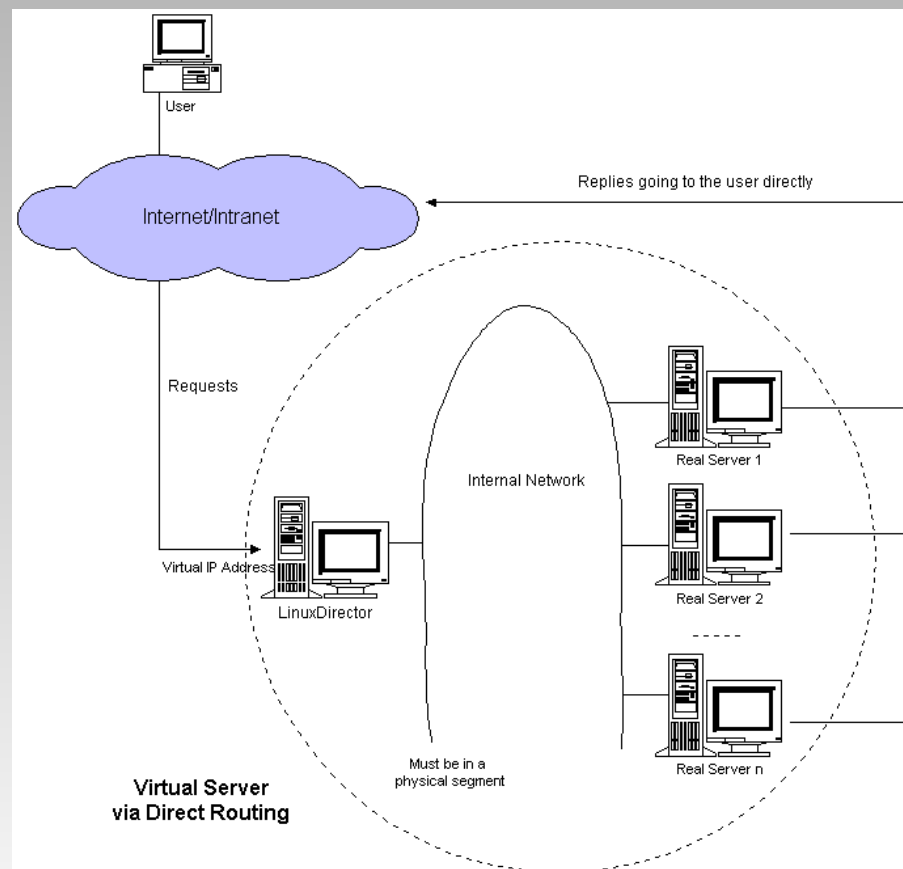 User
Internet/Intranet
Replies going to the user directly
Requests
Real Server 1
Internal Network
Virtual IP Address
LinuxDirector
Real Server 2
Real Server n
Must be in a
physical segment
Virtual Server
via Direct Routing